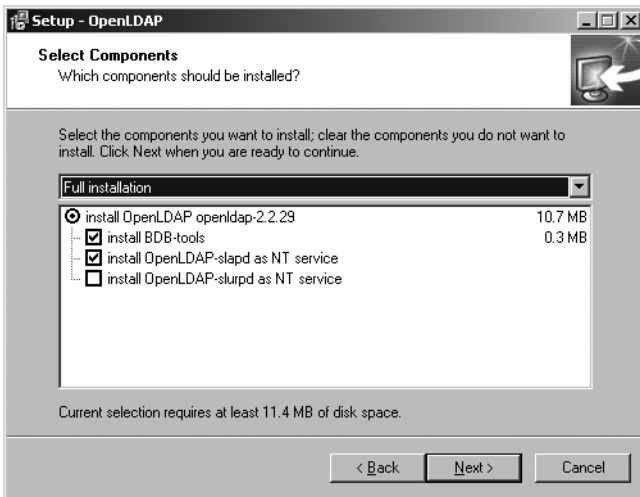 Setup - OpenLDAP
Select Components
Which components should be installed?
Select the components you want to install; clear the components you do not want to
install. Click Next when you are ready to continue.
Full installation
install OpenLDAP openldap-2.2.29 10.7 MB
install BDB-tools 0.3 MB
install OpenLDAP-slapd as NT service
install OpenLDAP-slurpd as NT service
Current selection requires at least 11.4 MB of disk space.
< Back Next > Cancel